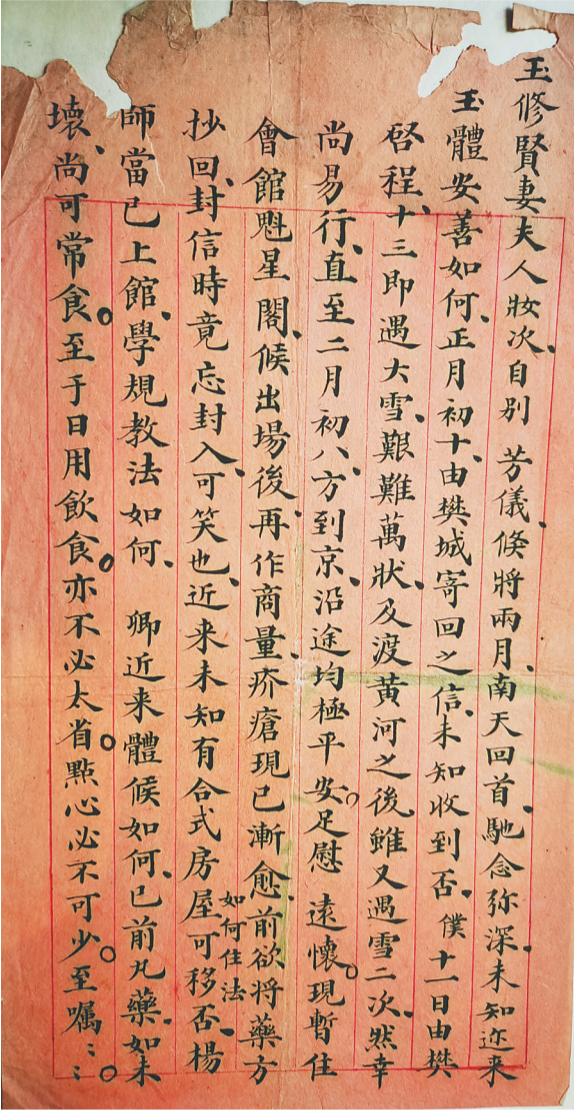 玉修賢妻夫人妝次、自别 芳儀、倏將兩月、南天回首、馳念弥深、未知近来
玉體安善如何、正月初十、由樊城寄回之信、未知收到否、僕十一日由樊
啓程、十三即遇大雪、艱難萬狀、及渡黄河之後、雖又遇雪二次、然幸
尚易行、直至二月初八、方到京、沿途均極平安。足慰 遠懷。現暫住
會館魁星閣、候出場後、再作商量、疥瘡現已漸愈、前欲將藥方
抄回、封信時竟忘封入、可笑也、近来未知有合式房屋可移否、如何住法、楊
師當已上館、學規教法如何、 卿近来體候如何、已前凡藥、如未
壞、尚可常食。至于日用飲食。亦不必太省。點心必不可少。至囑: